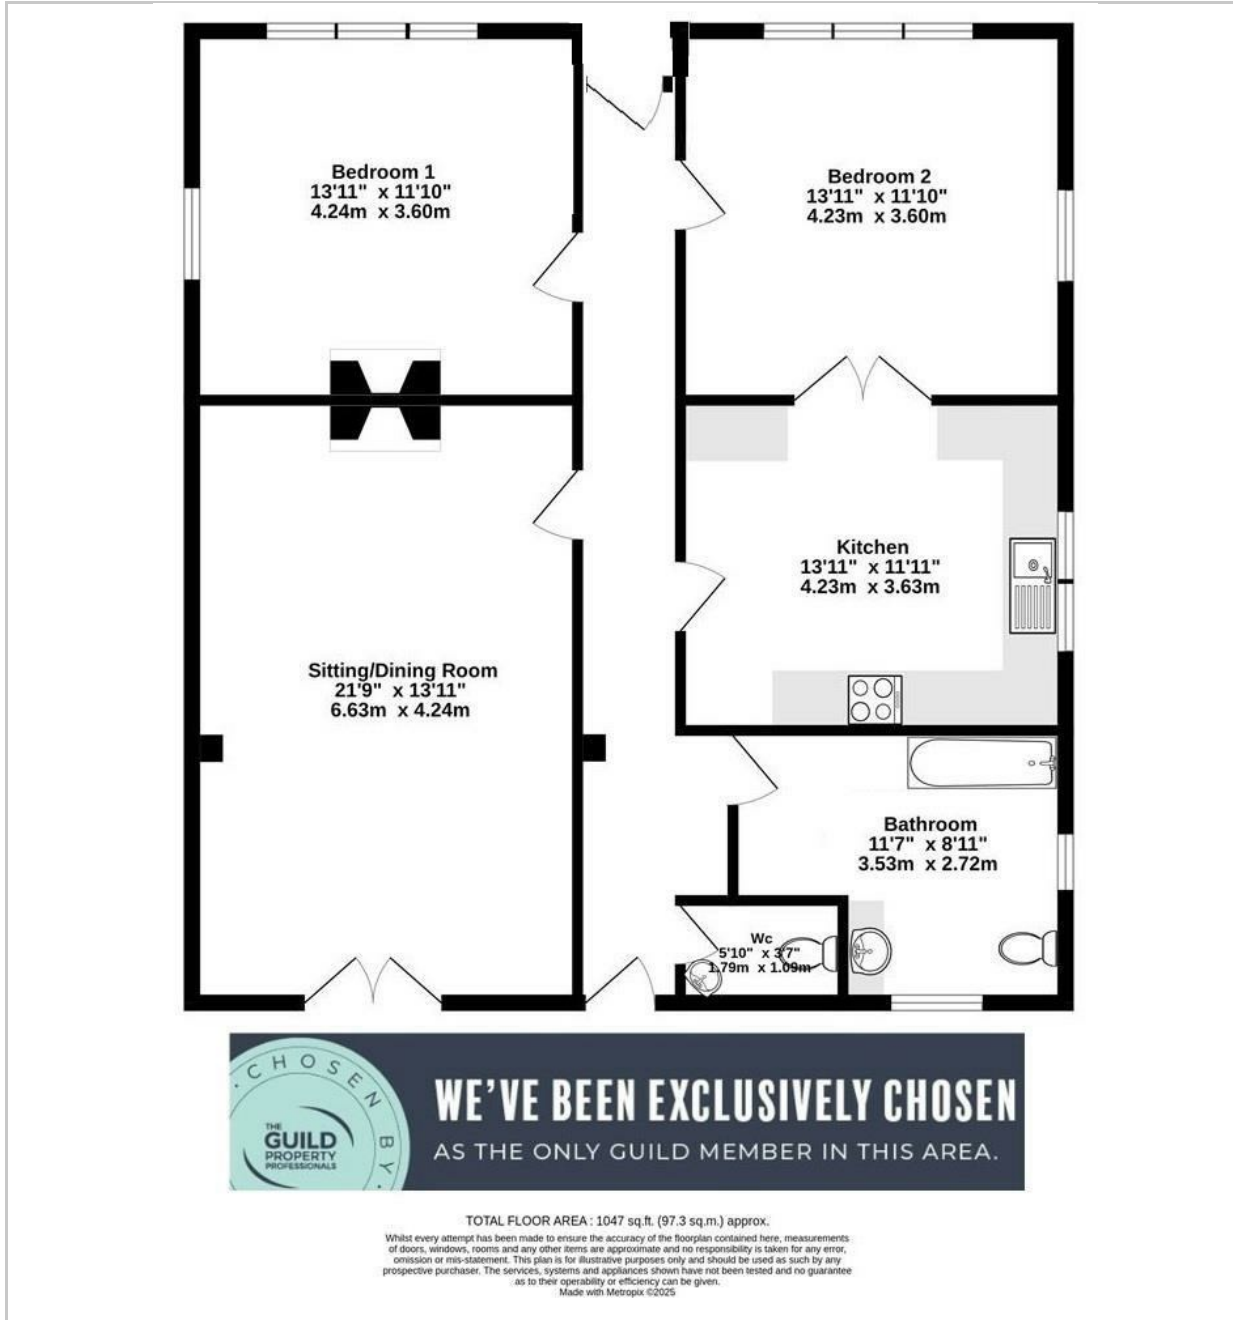 Bedroom 1
13'11" x 11'10"
4.24m x 3.60m
Bedroom 2
13'11" x 11'10"
4.23m x 3.60m
Kitchen
13'11" x 11'11"
4.23m x 3.63m
Sitting/Dining Room
21'9" x 13'11"
6.63m x 4.24m
Bathroom
11'7" x 8'11"
3.53m x 2.72m
Wc
5'10" x 3'7"
1.79m x 1.09m
· CHOSEN BY ·
THE
GUILD
PROPERTY
PROFESSIONALS
WE'VE BEEN EXCLUSIVELY CHOSEN
AS THE ONLY GUILD MEMBER IN THIS AREA.
TOTAL FLOOR AREA : 1047 sq.ft. (97.3 sq.m.) approx.
Whilst every attempt has been made to ensure the accuracy of the floorplan contained here, measurements
of doors, windows, rooms and any other items are approximate and no responsibility is taken for any error,
omission or mis-statement. This plan is for illustrative purposes only and should be used as such by any
prospective purchaser. The services, systems and appliances shown have not been tested and no guarantee
as to their operability or efficiency can be given.
Made with Metropix ©2025